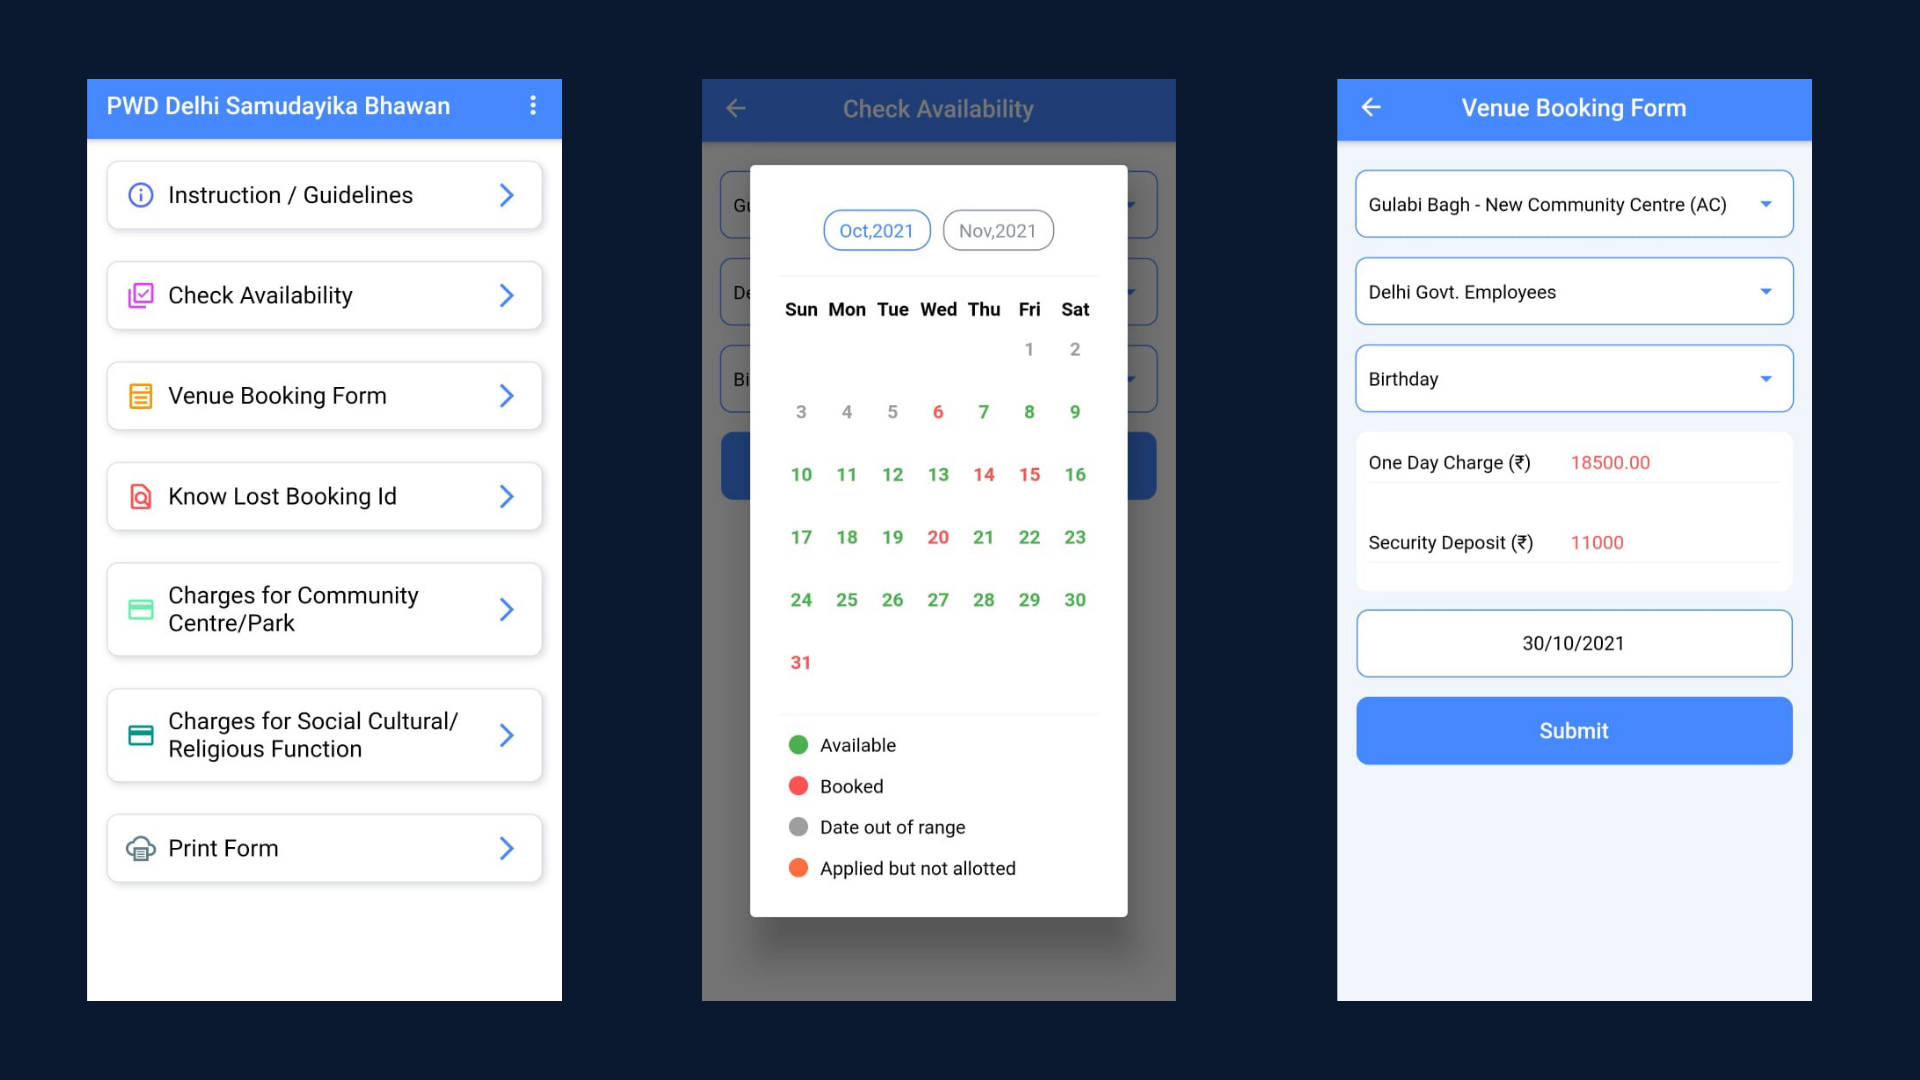 PWD Delhi Samudayika Bhawan
Instruction / Guidelines
Check Availability
Venue Booking Form
Know Lost Booking Id
Charges for Community
Centre/Park
Charges for Social Cultural/
Religious Function
Print Form
Check Availability
Gu
De
Bi
Oct,2021 Nov,2021
Sun Mon Tue Wed Thu Fri Sat
1 2
3 4 5 6 7 8 9
10 11 12 13 14 15 16
17 18 19 20 21 22 23
24 25 26 27 28 29 30
31
Available
Booked
Date out of range
Applied but not allotted
Venue Booking Form
Gulabi Bagh - New Community Centre (AC)
Delhi Govt. Employees
Birthday
One Day Charge (₹) 18500.00
Security Deposit (₹) 11000
30/10/2021
Submit